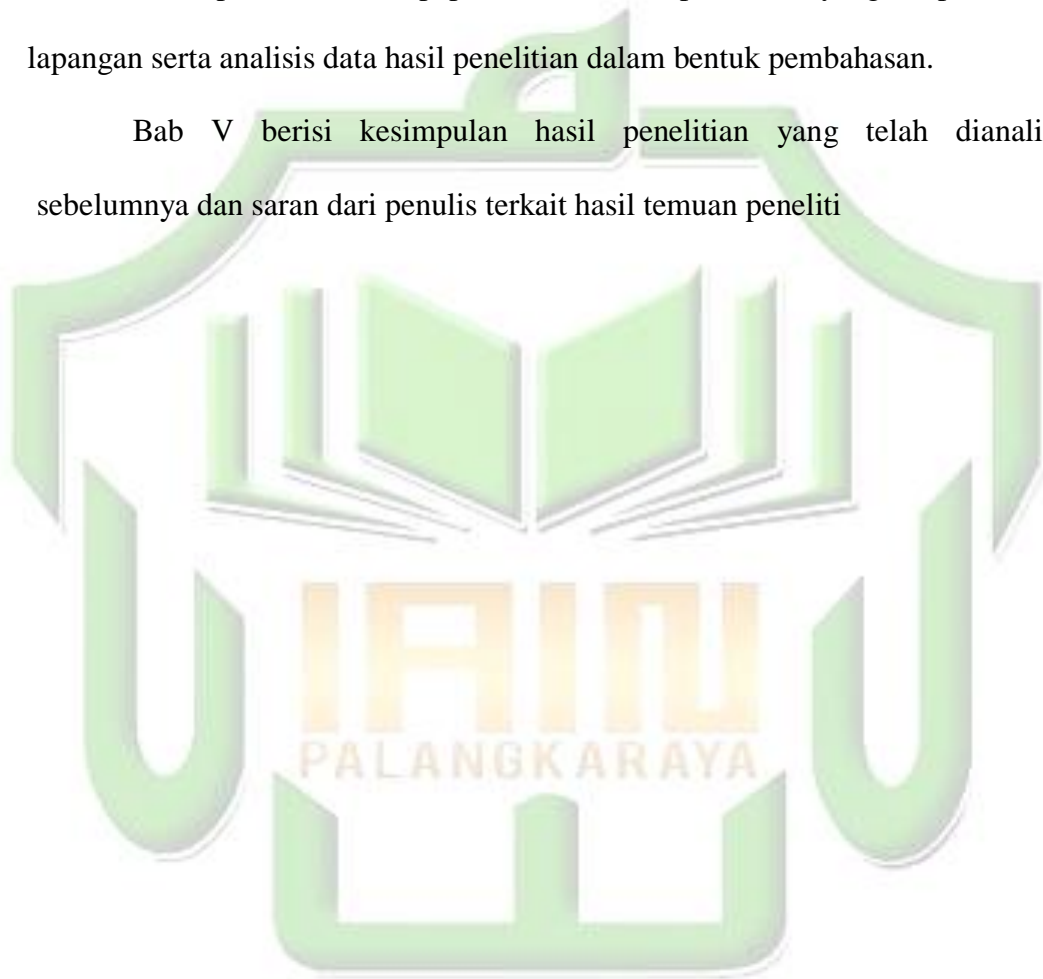 lapangan serta analisis data hasil penelitian dalam bentuk pembahasan.
Bab V berisi kesimpulan hasil penelitian yang telah dianali
sebelumnya dan saran dari penulis terkait hasil temuan peneliti
IAIN
PALANGKARAYA